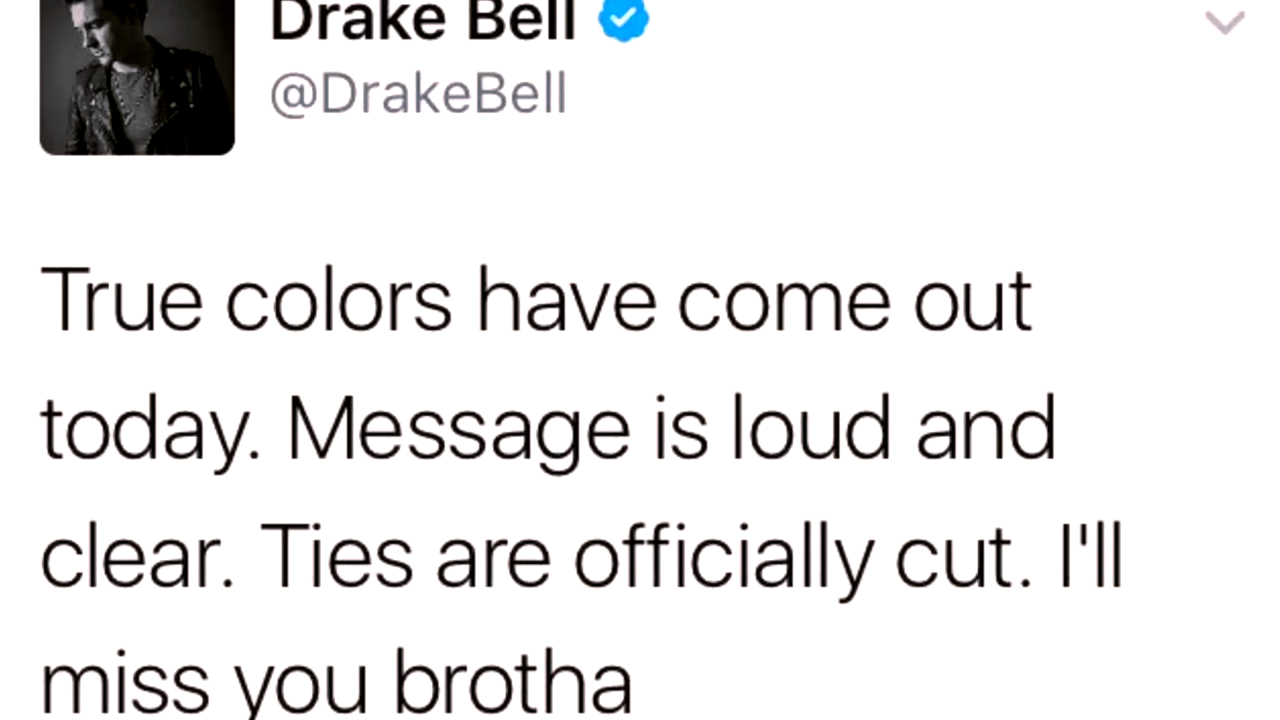 Drake Bell
@DrakeBell
True colors have come out
today. Message is loud and
clear. Ties are officially cut. I'll
miss you brotha